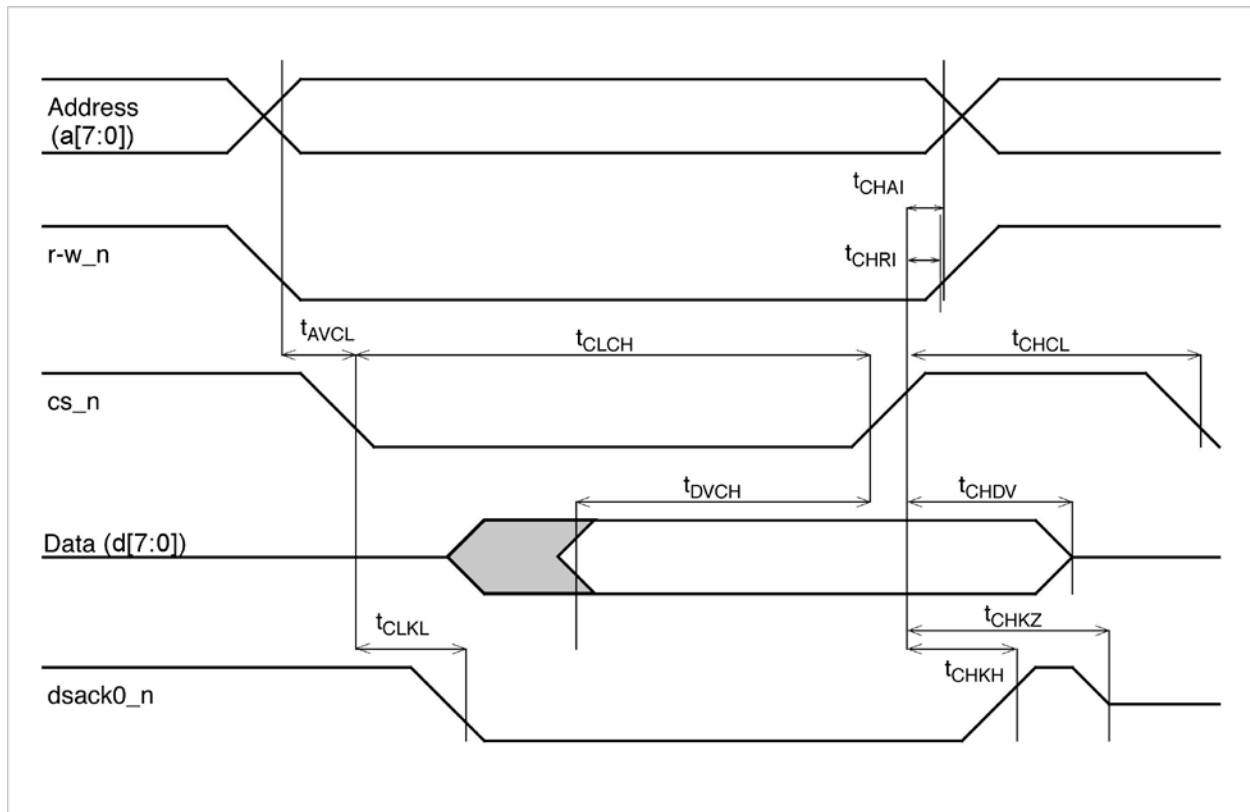 Address
(a[7:0])
tCHAI
r-w_n
tCHRI
tAVCL
tCLCH
tCHCL
cs_n
tDVCH
tCHDV
Data (d[7:0])
tCLKL
tCHKZ
tCHKH
dsack0_n